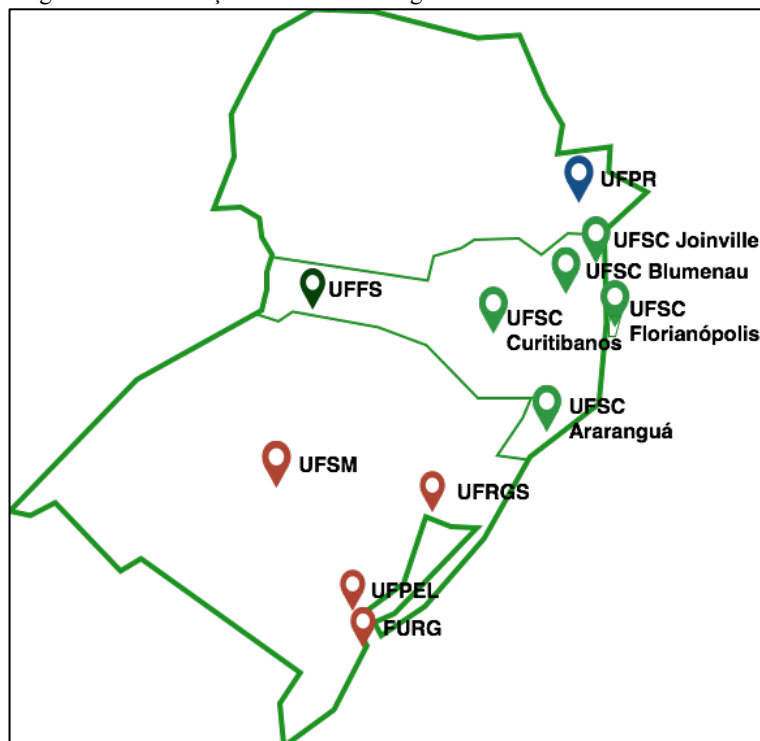 UFPR
UFSC Joinville
UFSC Blumenau
UFFS
UFSC
Florianópolis
UFSC
Curitibanos
UFSC
Araranguá
UFSM
UFRGS
UFPEL
FURG